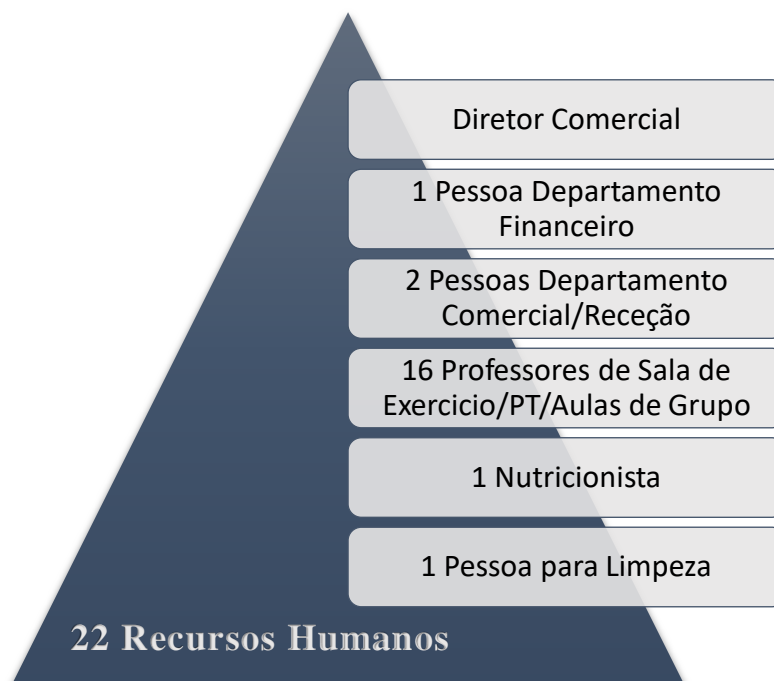 Diretor Comercial
1 Pessoa Departamento
Financeiro
2 Pessoas Departamento
Comercial/Receção
16 Professores de Sala de
Exercicio/PT/Aulas de Grupo
1 Nutricionista
1 Pessoa para Limpeza
22 Recursos Humanos